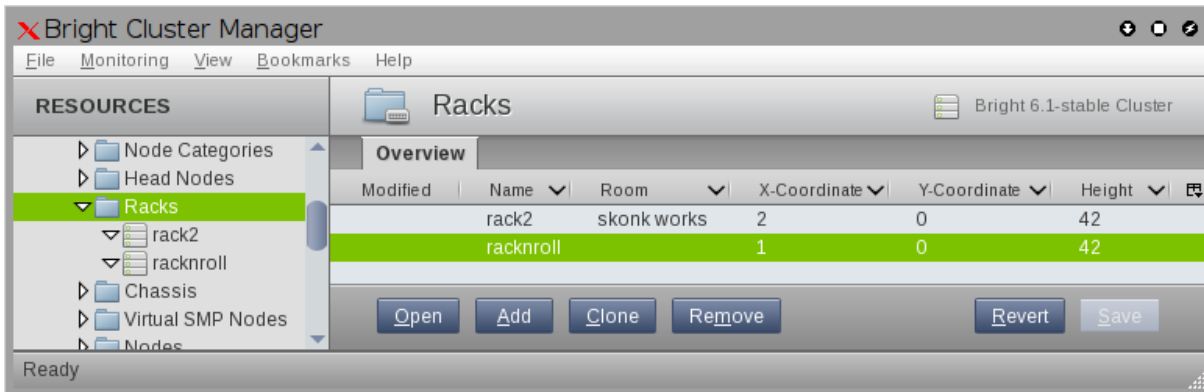 Bright Cluster Manager
File Monitoring View Bookmarks Help
RESOURCES
Racks
Bright 6.1-stable Cluster
Node Categories
Head Nodes
Racks
rack2
racknroll
Chassis
Virtual SMP Nodes
Nodes
Overview
Modified Name Room X-Coordinate Y-Coordinate Height
rack2 skonk works 2 0 42
racknroll 1 0 42
Open Add Clone Remove Revert Save
Ready